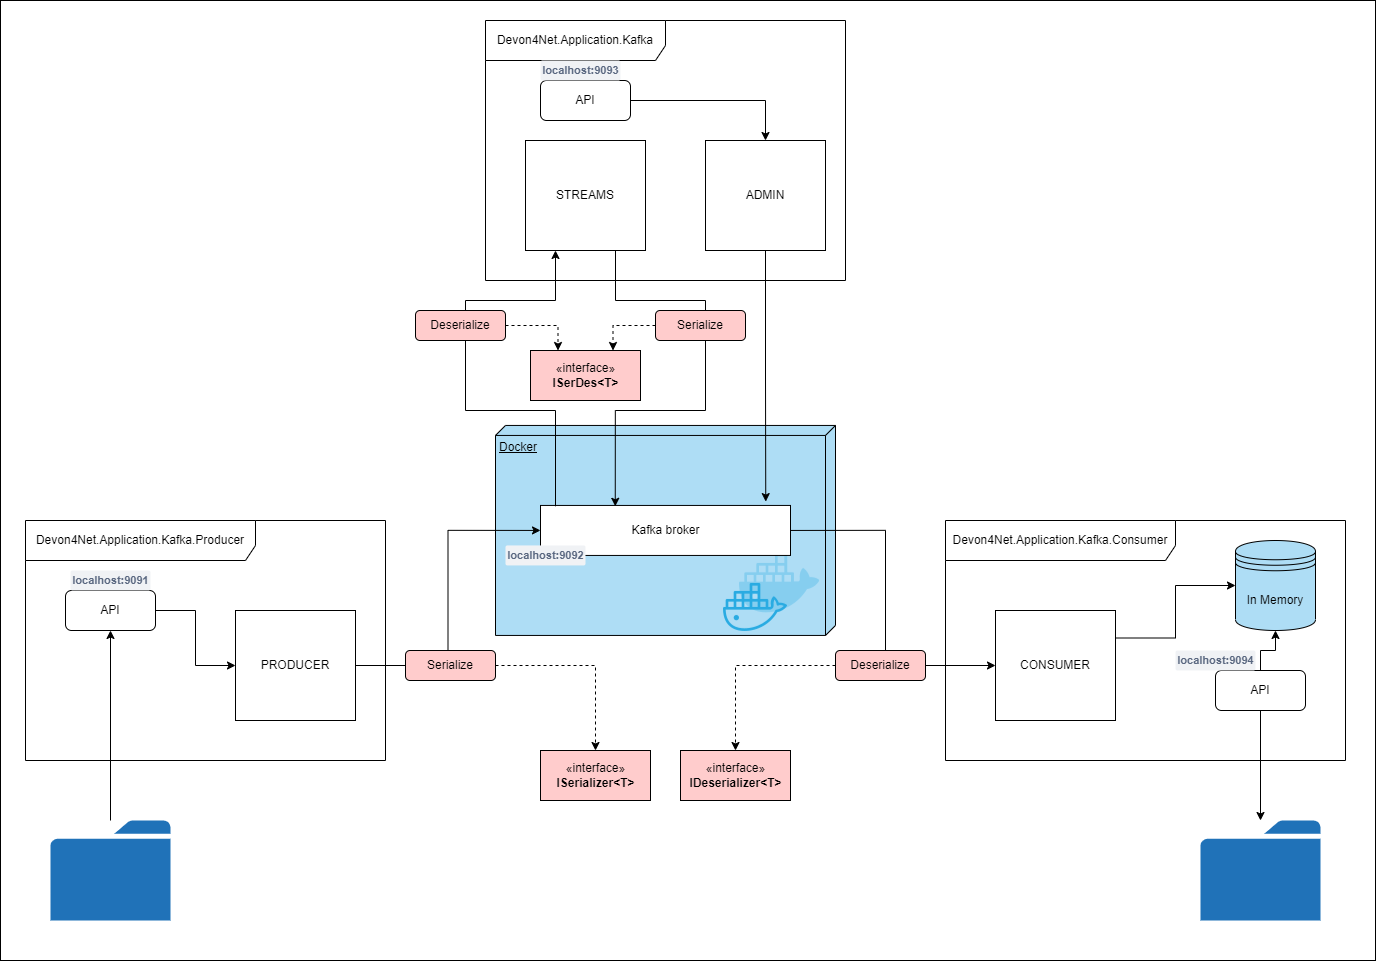 Devon4Net.Application.Kafka
localhost:9093
API
STREAMS
ADMIN
Deserialize
Serialize
«interface»
ISerDes<T>
Docker
Kafka broker
localhost:9092
Devon4Net.Application.Kafka.Producer
localhost:9091
API
PRODUCER
Serialize
«interface»
ISerializer<T>
«interface»
IDeserializer<T>
Deserialize
Devon4Net.Application.Kafka.Consumer
In Memory
CONSUMER
localhost:9094
API